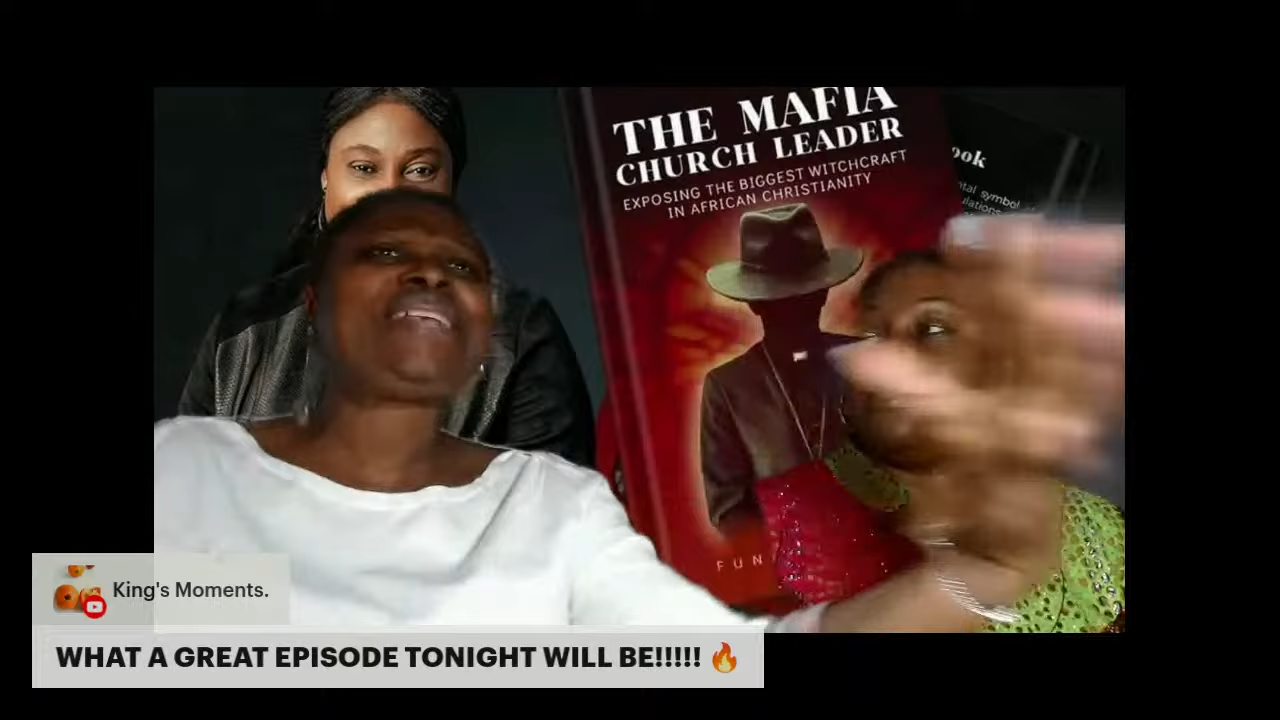 THE MAFIA
CHURCH LEADER
EXPOSING THE BIGGEST WITCHCRAFT
IN AFRICAN CHRISTIANITY
FUN
King's Moments.
WHAT A GREAT EPISODE TONIGHT WILL BE!!!!! 🔥